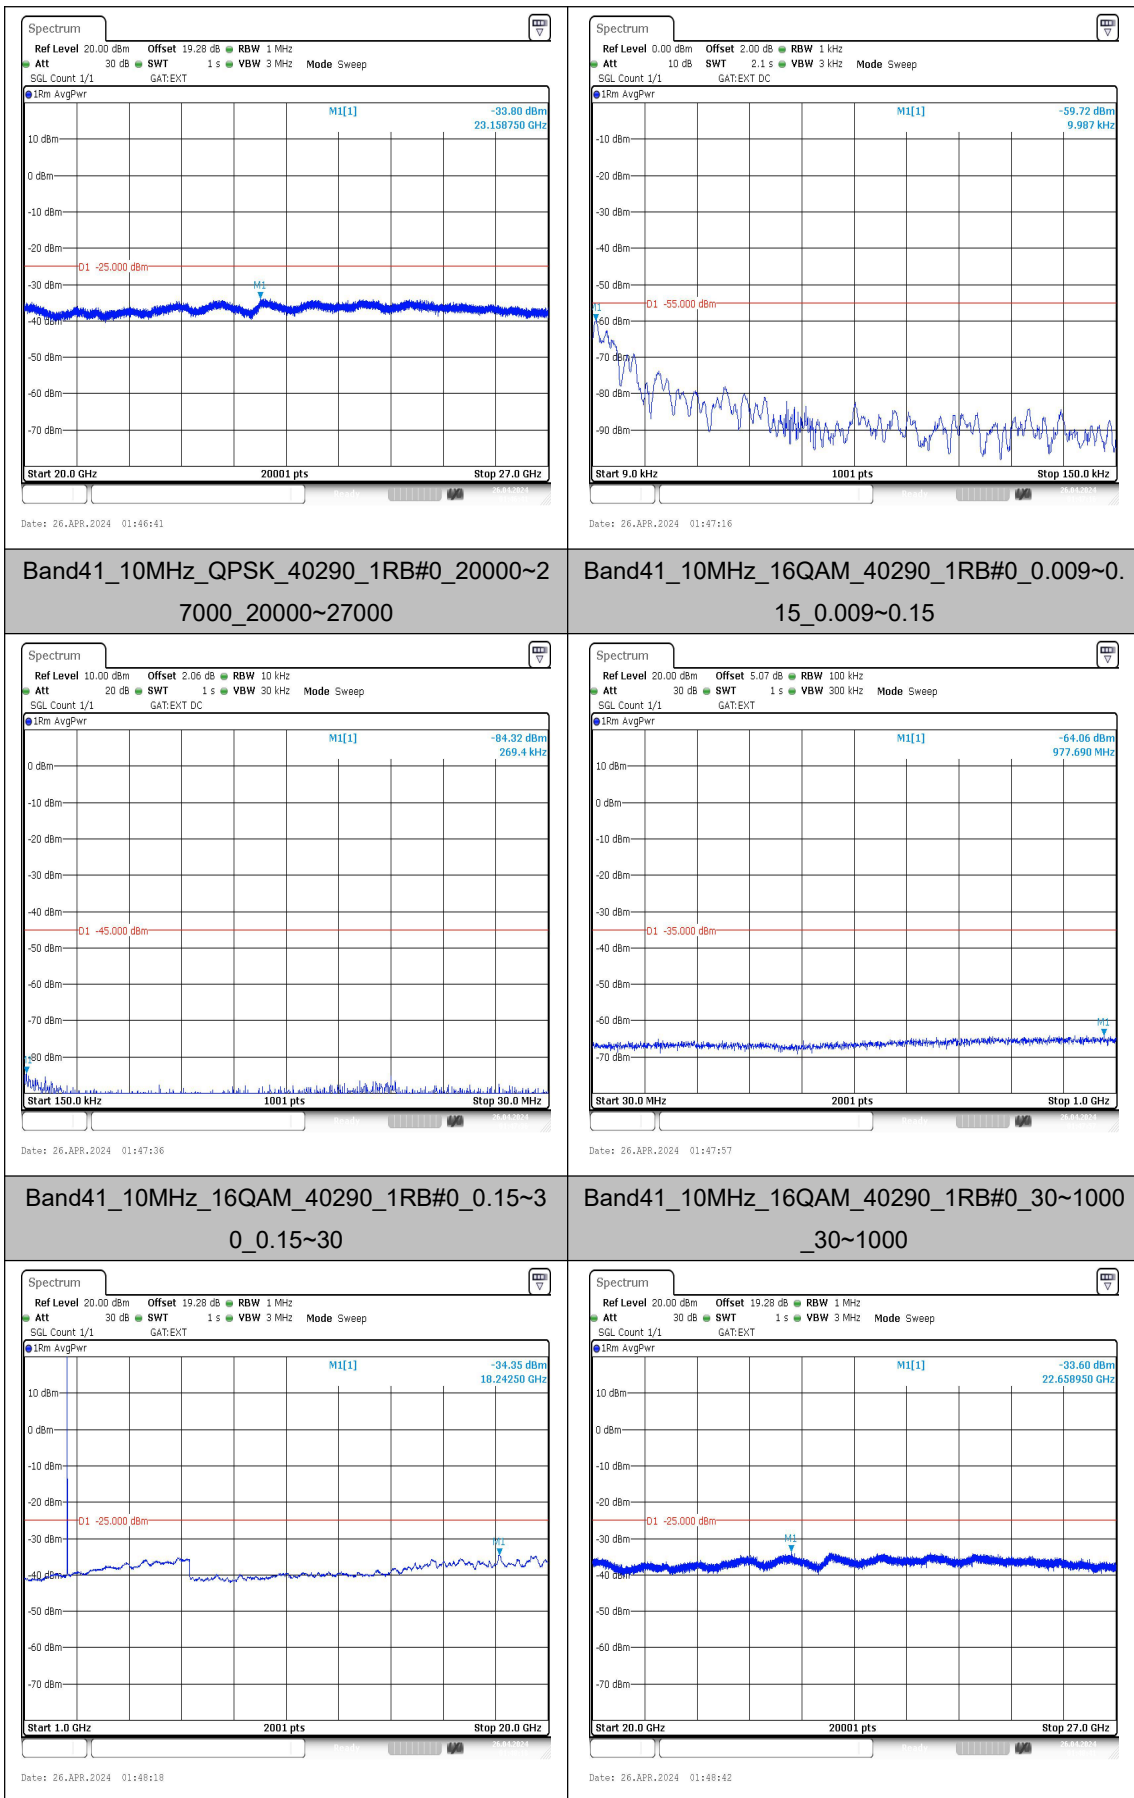 Spectrum
Ref Level 20.00 dBm Offset 19.28 dB RBW 1 MHz
Att 30 dB SWT 1 s VBW 3 MHz Mode Sweep
SGL Count 1/1 GAT:EXT
1Rm AvgPwr
M1[1] -33.80 dBm
23.158750 GHz
10 dBm
0 dBm
-10 dBm
-20 dBm
D1 -25.000 dBm
-30 dBm
M1
-40 dBm
-50 dBm
-60 dBm
-70 dBm
Start 20.0 GHz 20001 pts Stop 27.0 GHz
Date: 26.APR.2024 01:46:41
Spectrum
Ref Level 0.00 dBm Offset 2.00 dB RBW 1 kHz
Att 10 dB SWT 2.1 s VBW 3 kHz Mode Sweep
SGL Count 1/1 GAT:EXT DC
1Rm AvgPwr
M1[1] -59.72 dBm
9.987 kHz
-10 dBm
-20 dBm
-30 dBm
-40 dBm
-50 dBm
D1 -55.000 dBm
-60 dBm
-70 dBm
-80 dBm
-90 dBm
Start 9.0 kHz 1001 pts Stop 150.0 kHz
Date: 26.APR.2024 01:47:16
Band41_10MHz_QPSK_40290_1RB#0_20000~2
7000_20000~27000
Band41_10MHz_16QAM_40290_1RB#0_0.009~0.
15_0.009~0.15
Spectrum
Ref Level 10.00 dBm Offset 2.06 dB RBW 10 kHz
Att 20 dB SWT 1 s VBW 30 kHz Mode Sweep
SGL Count 1/1 GAT:EXT DC
1Rm AvgPwr
M1[1] -84.32 dBm
269.4 kHz
0 dBm
-10 dBm
-20 dBm
-30 dBm
-40 dBm
D1 -45.000 dBm
-50 dBm
-60 dBm
-70 dBm
-80 dBm
Start 150.0 kHz 1001 pts Stop 30.0 MHz
Date: 26.APR.2024 01:47:36
Spectrum
Ref Level 20.00 dBm Offset 5.07 dB RBW 100 kHz
Att 30 dB SWT 1 s VBW 300 kHz Mode Sweep
SGL Count 1/1 GAT:EXT
1Rm AvgPwr
M1[1] -64.06 dBm
977.690 MHz
10 dBm
0 dBm
-10 dBm
-20 dBm
-30 dBm
D1 -35.000 dBm
-40 dBm
-50 dBm
-60 dBm
M1
-70 dBm
Start 30.0 MHz 2001 pts Stop 1.0 GHz
Date: 26.APR.2024 01:47:57
Band41_10MHz_16QAM_40290_1RB#0_0.15~3
0_0.15~30
Band41_10MHz_16QAM_40290_1RB#0_30~1000
_30~1000
Spectrum
Ref Level 20.00 dBm Offset 19.28 dB RBW 1 MHz
Att 30 dB SWT 1 s VBW 3 MHz Mode Sweep
SGL Count 1/1 GAT:EXT
1Rm AvgPwr
M1[1] -34.35 dBm
18.24250 GHz
10 dBm
0 dBm
-10 dBm
-20 dBm
D1 -25.000 dBm
-30 dBm
M1
-40 dBm
-50 dBm
-60 dBm
-70 dBm
Start 1.0 GHz 2001 pts Stop 20.0 GHz
Date: 26.APR.2024 01:48:18
Spectrum
Ref Level 20.00 dBm Offset 19.28 dB RBW 1 MHz
Att 30 dB SWT 1 s VBW 3 MHz Mode Sweep
SGL Count 1/1 GAT:EXT
1Rm AvgPwr
M1[1] -33.60 dBm
22.658950 GHz
10 dBm
0 dBm
-10 dBm
-20 dBm
D1 -25.000 dBm
-30 dBm
M1
-40 dBm
-50 dBm
-60 dBm
-70 dBm
Start 20.0 GHz 20001 pts Stop 27.0 GHz
Date: 26.APR.2024 01:48:42